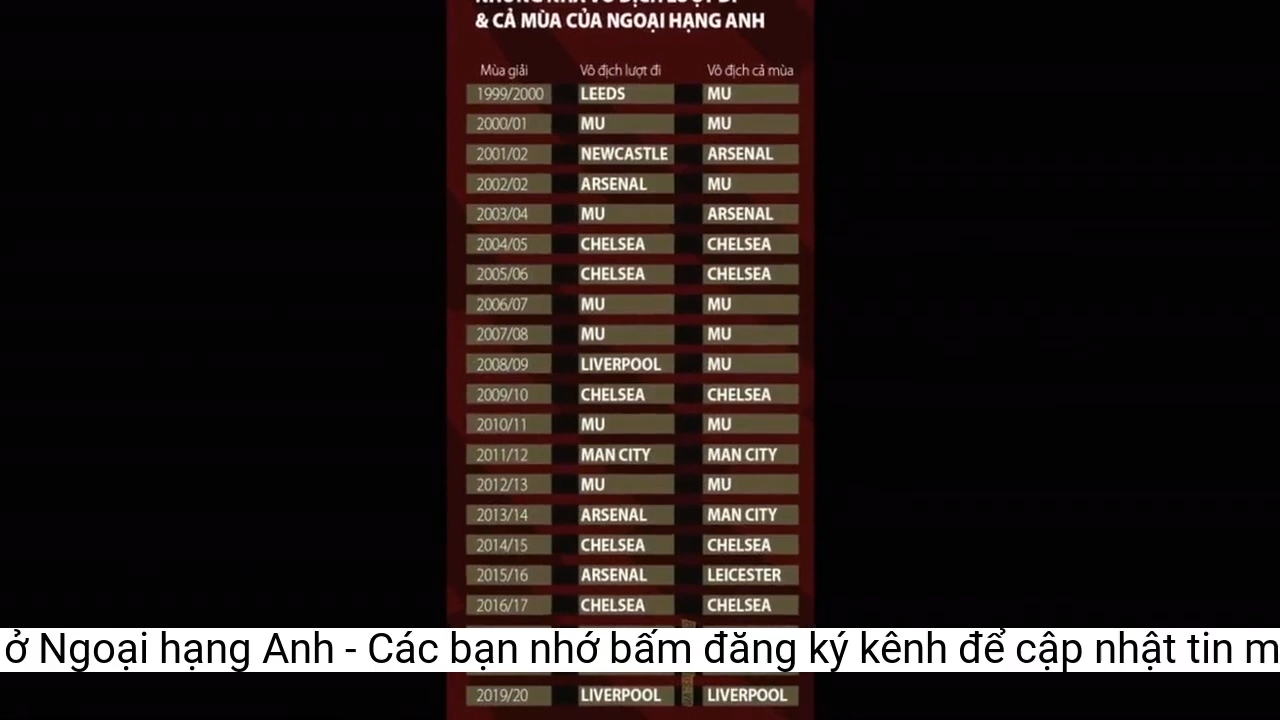 & CẢ MÙA CỦA NGOẠI HẠNG ANH
Mùa giải Vô địch lượt đi Vô địch cả mùa
1999/2000 LEEDS MU
2000/01 MU MU
2001/02 NEWCASTLE ARSENAL
2002/02 ARSENAL MU
2003/04 MU ARSENAL
2004/05 CHELSEA CHELSEA
2005/06 CHELSEA CHELSEA
2006/07 MU MU
2007/08 MU MU
2008/09 LIVERPOOL MU
2009/10 CHELSEA CHELSEA
2010/11 MU MU
2011/12 MAN CITY MAN CITY
2012/13 MU MU
2013/14 ARSENAL MAN CITY
2014/15 CHELSEA CHELSEA
2015/16 ARSENAL LEICESTER
2016/17 CHELSEA CHELSEA
ở Ngoại hạng Anh - Các bạn nhớ bấm đăng ký kênh để cập nhật tin m
2019/20 LIVERPOOL LIVERPOOL